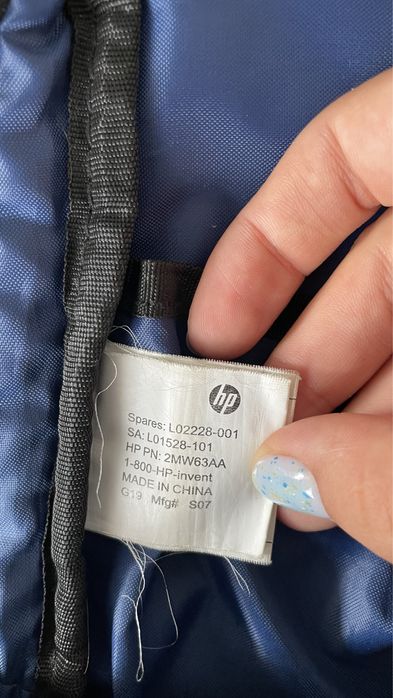 hp
Spares: L02228-001
SA: L01528-101
HP PN: 2MW63AA
1-800-HP-invent
MADE IN CHINA
G19 Mfg# S07